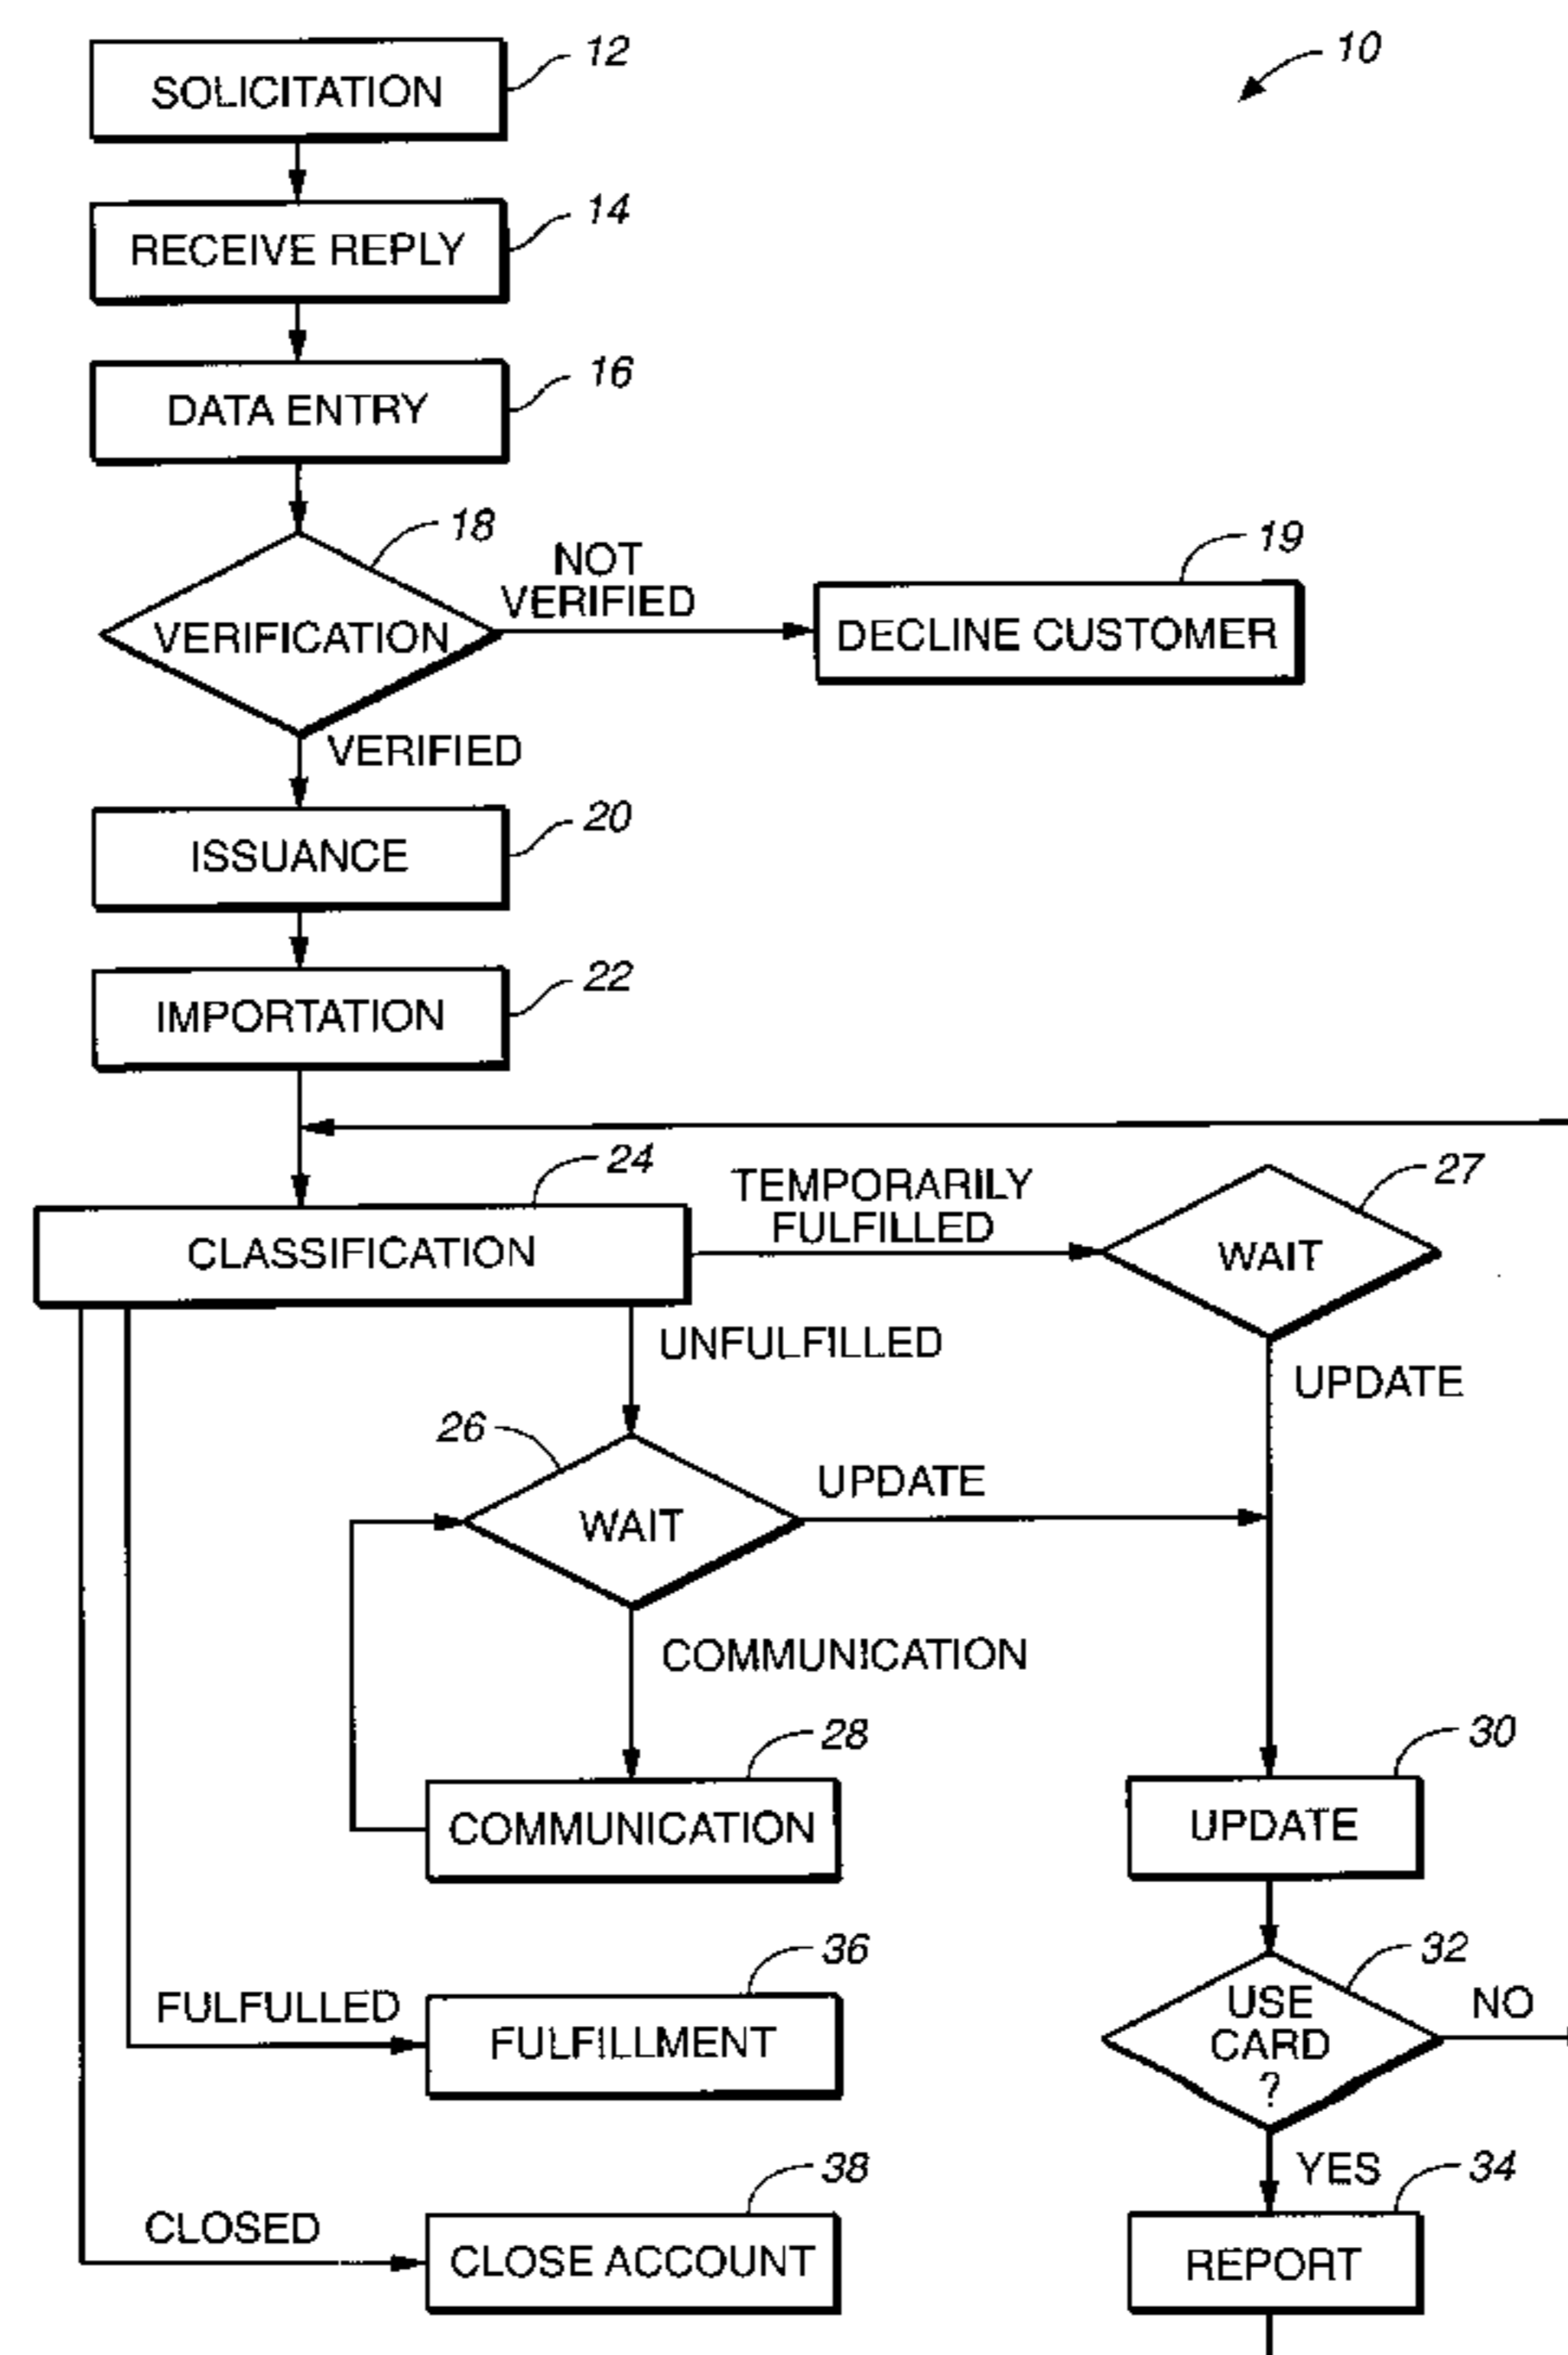 12
10
SOLICITATION
14
RECEIVE REPLY
16
DATA ENTRY
18
NOT
VERIFIED
19
VERIFICATION
DECLINE CUSTOMER
VERIFIED
20
ISSUANCE
22
IMPORTATION
24
TEMPORARILY
FULFILLED
27
CLASSIFICATION
WAIT
UNFULFILLED
UPDATE
26
UPDATE
WAIT
COMMUNICATION
28
30
COMMUNICATION
UPDATE
36
32
FULFULLED
FULFILLMENT
USE
CARD
?
NO
38
YES
34
CLOSED
CLOSE ACCOUNT
REPORT